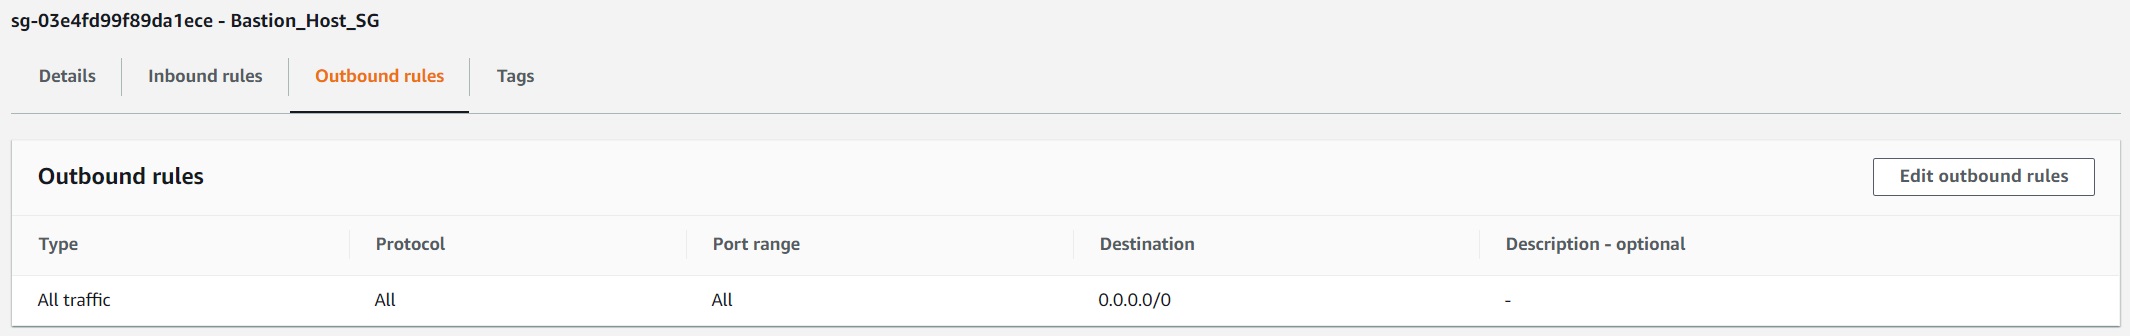 sg-03e4fd99f89da1ece - Bastion_Host_SG
Details Inbound rules Outbound rules Tags
Outbound rules Edit outbound rules
Type Protocol Port range Destination Description - optional
All traffic All All 0.0.0.0/0 -